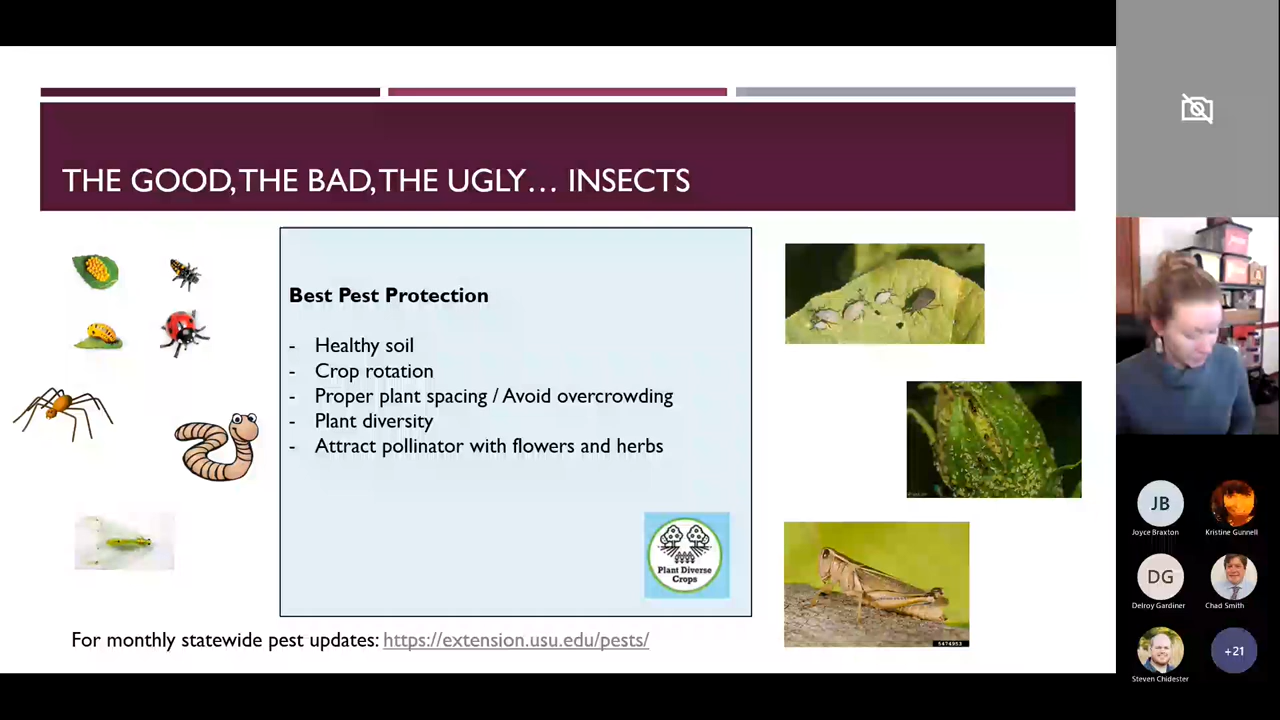 THE GOOD, THE BAD, THE UGLY… INSECTS
Best Pest Protection
- Healthy soil
- Crop rotation
- Proper plant spacing / Avoid overcrowding
- Plant diversity
- Attract pollinator with flowers and herbs
Plant Diverse
Crops
5474953
For monthly statewide pest updates: https://extension.usu.edu/pests/
JB
Joyce Braxton
Kristine Gunnell
DG
Delroy Gardiner
Chad Smith
Steven Chidester
+21